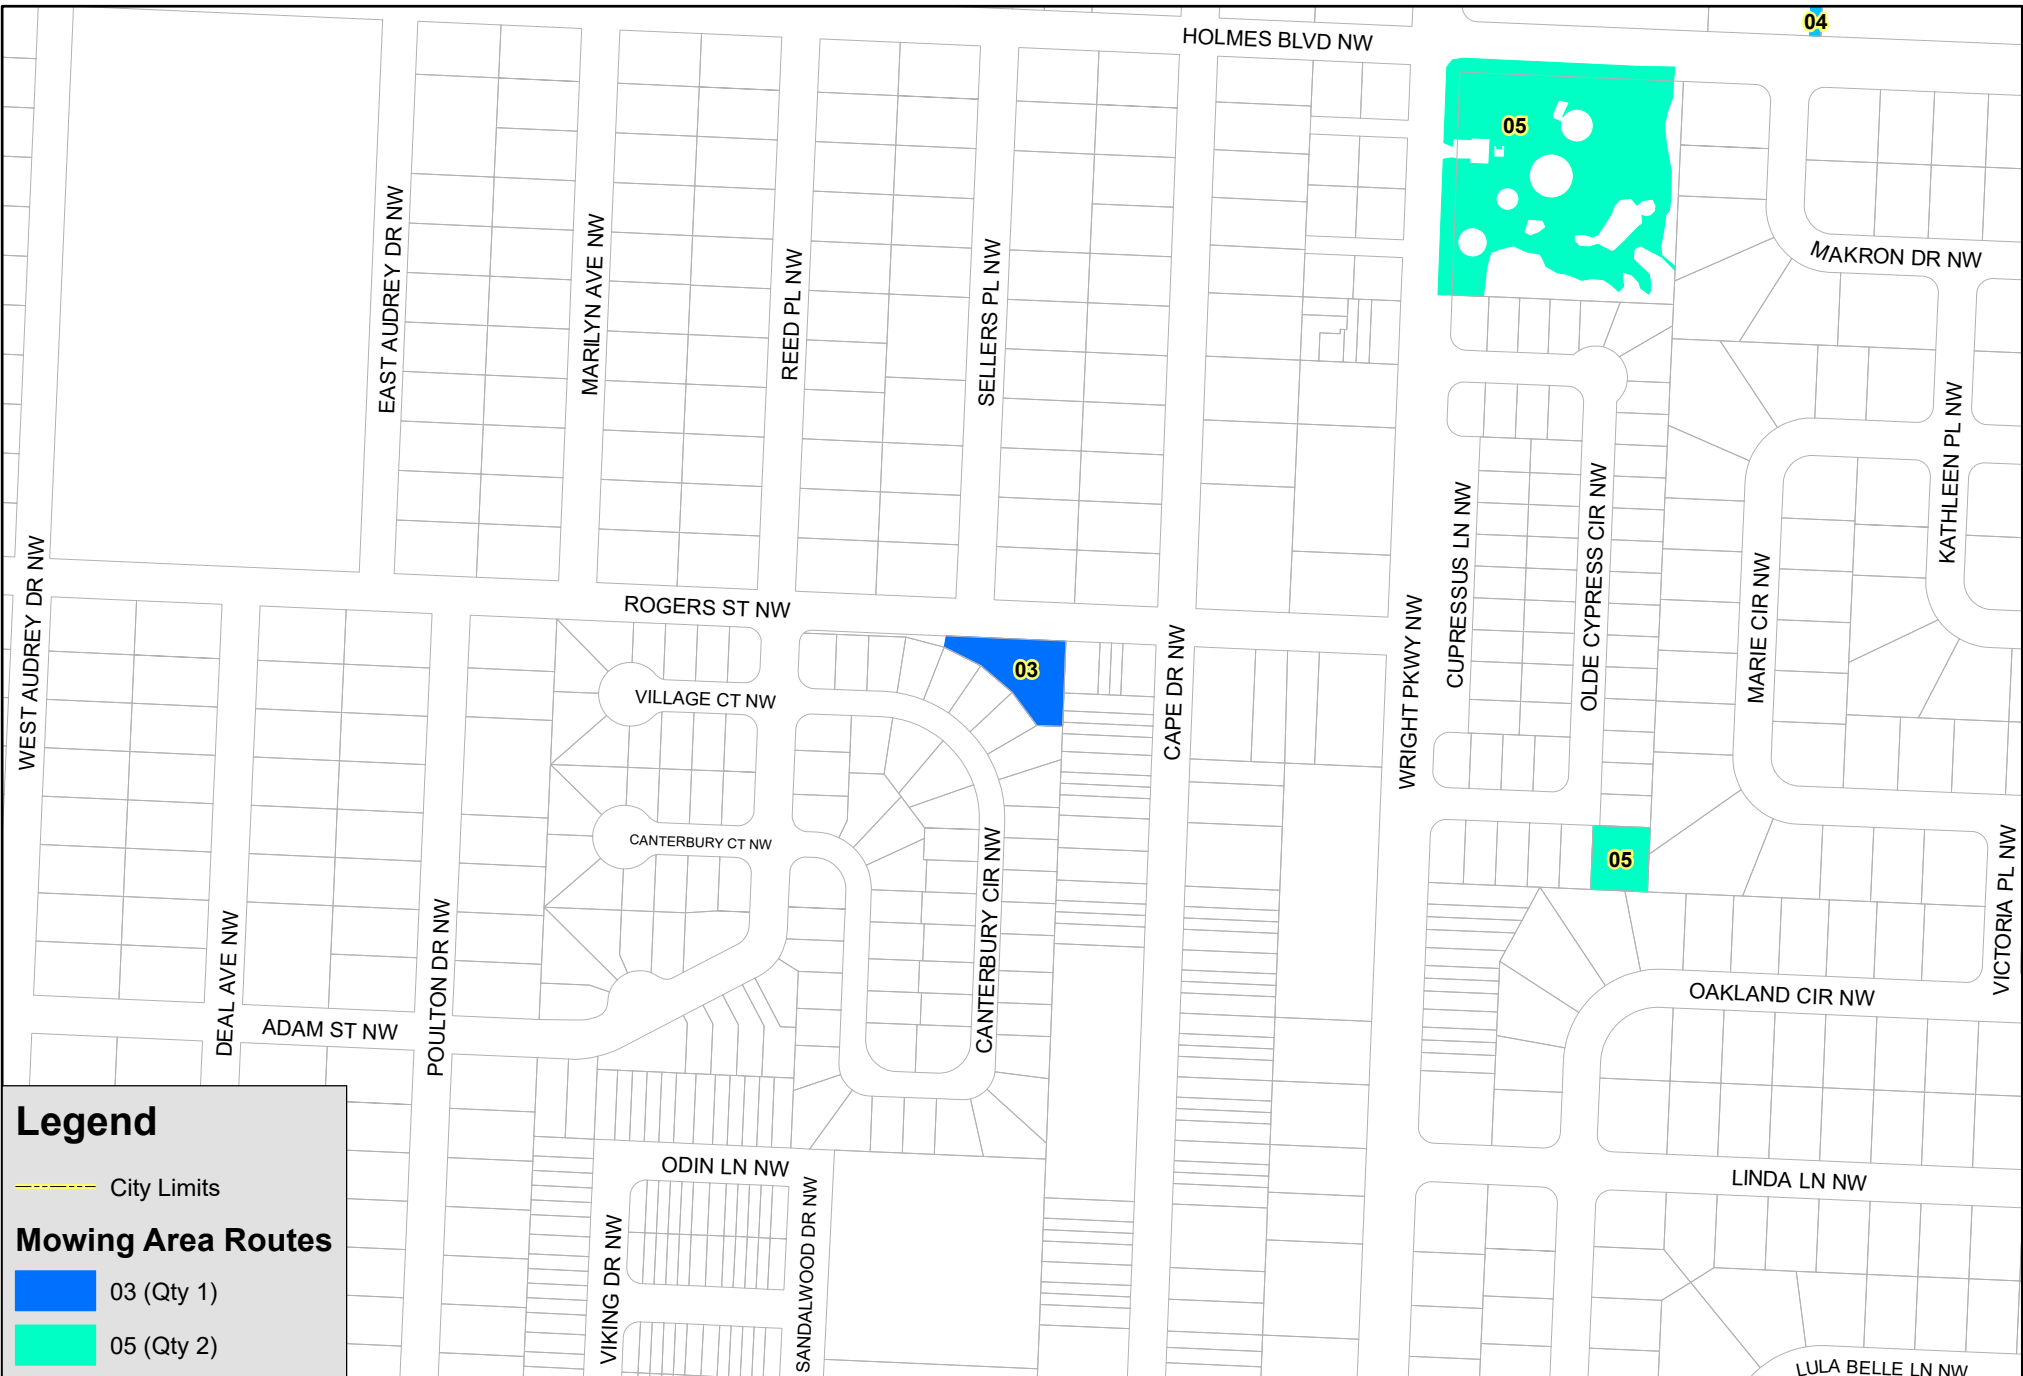 04
HOLMES BLVD NW
05
EAST AUDREY DR NW
MARILYN AVE NW
REED PL NW
SELLERS PL NW
MAKRON DR NW
KATHLEEN PL NW
CUPRESSUS LN NW
OLDE CYPRESS CIR NW
MARIE CIR NW
WEST AUDREY DR NW
ROGERS ST NW
03
VILLAGE CT NW
CAPE DR NW
WRIGHT PKWY NW
CANTERBURY CT NW
CANTERBURY CIR NW
05
VICTORIA PL NW
DEAL AVE NW
POULTON DR NW
OAKLAND CIR NW
ADAM ST NW
ODIN LN NW
LINDA LN NW
VIKING DR NW
SANDALWOOD DR NW
LULA BELLE LN NW
Legend
City Limits
Mowing Area Routes
03 (Qty 1)
05 (Qty 2)